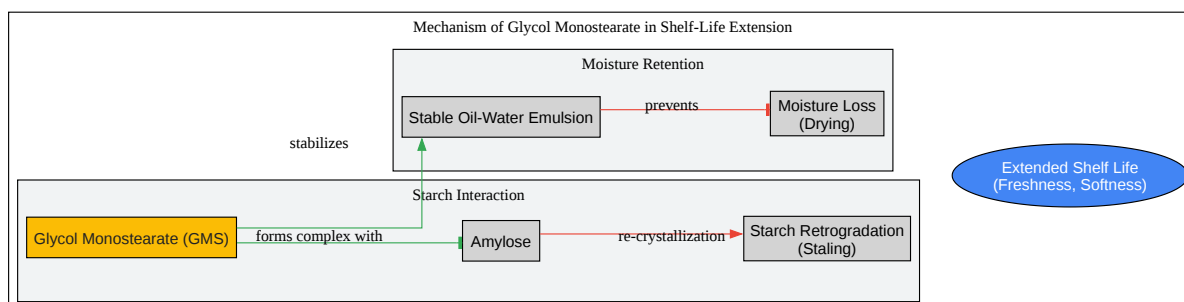 Mechanism of Glycol Monostearate in Shelf-Life Extension
Moisture Retention
Stable Oil-Water Emulsion
prevents
Moisture Loss
(Drying)
stabilizes
Extended Shelf Life
(Freshness, Softness)
Starch Interaction
Glycol Monostearate (GMS)
forms complex with
Amylose
re-crystallization
Starch Retrogradation
(Staling)